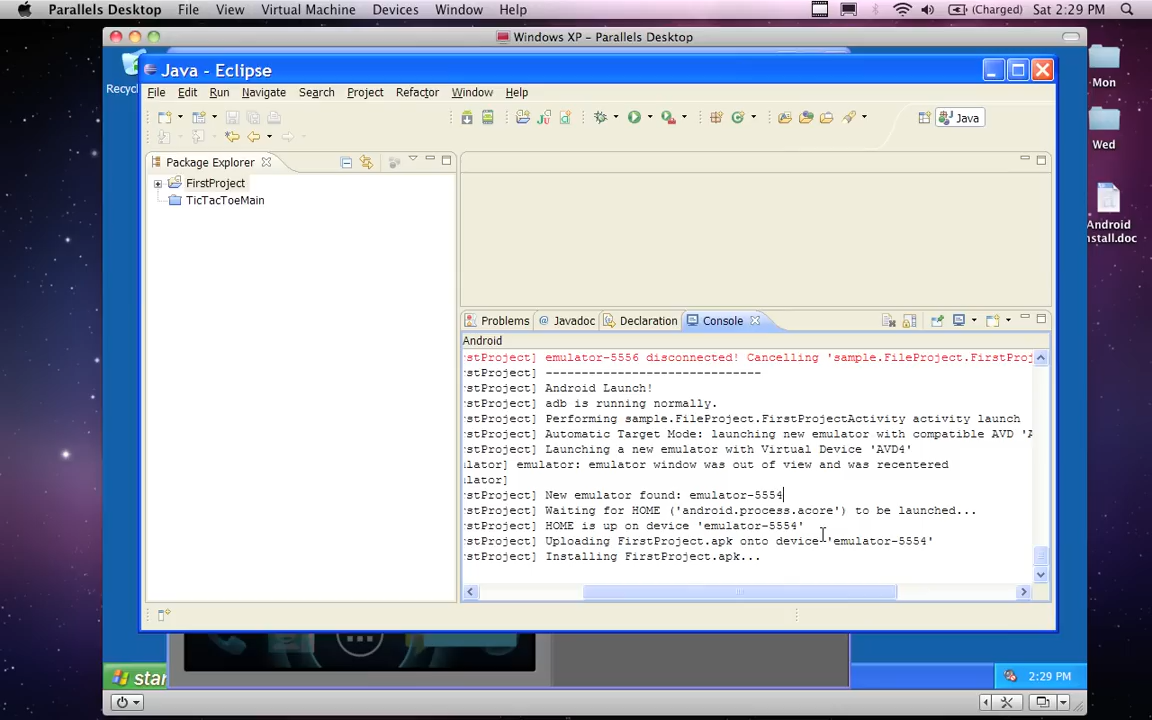 Parallels Desktop File View Virtual Machine Devices Window Help (Charged) Sat 2:29 PM
Windows XP - Parallels Desktop
Java - Eclipse
Mon
Recyc
File Edit Run Navigate Search Project Refactor Window Help
Java
Wed
Package Explorer
FirstProject
TicTacToeMain
Android
nstall.doc
Problems @ Javadoc Declaration Console
Android
stProject] emulator-5556 disconnected! Cancelling 'sample.FileProject.FirstProj
stProject] ------------------------------
stProject] Android Launch!
stProject] adb is running normally.
stProject] Performing sample.FileProject.FirstProjectActivity activity launch
stProject] Automatic Target Mode: launching new emulator with compatible AVD 'A
stProject] Launching a new emulator with Virtual Device 'AVD4'
ulator] emulator: emulator window was out of view and was recentered
ulator]
stProject] New emulator found: emulator-5554
stProject] Waiting for HOME ('android.process.acore') to be launched...
stProject] HOME is up on device 'emulator-5554'
stProject] Uploading FirstProject.apk onto device 'emulator-5554'
stProject] Installing FirstProject.apk...
star
2:29 PM